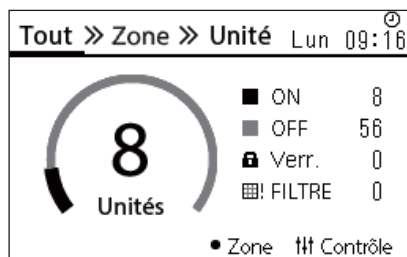 Tout » Zone » Unité Lun 09:16
8
Unités
ON 8
OFF 56
Verr. 0
! FILTRE 0
• Zone Contrôle